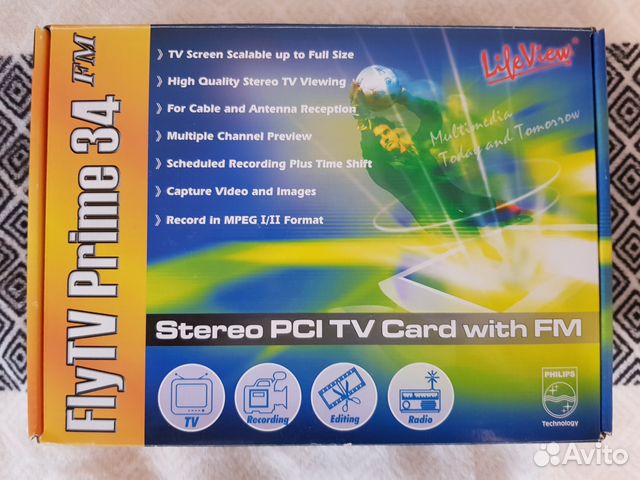 FlyTV Prime 34 FM
》TV Screen Scalable up to Full Size
》High Quality Stereo TV Viewing
》For Cable and Antenna Reception
》Multiple Channel Preview
》Scheduled Recording Plus Time Shift
》Capture Video and Images
》Record in MPEG I/II Format
LifeView®
Multimedia
Today and Tomorrow
Stereo PCI TV Card with FM
TV
Recording
Editing
Radio
PHILIPS
Technology
Avito